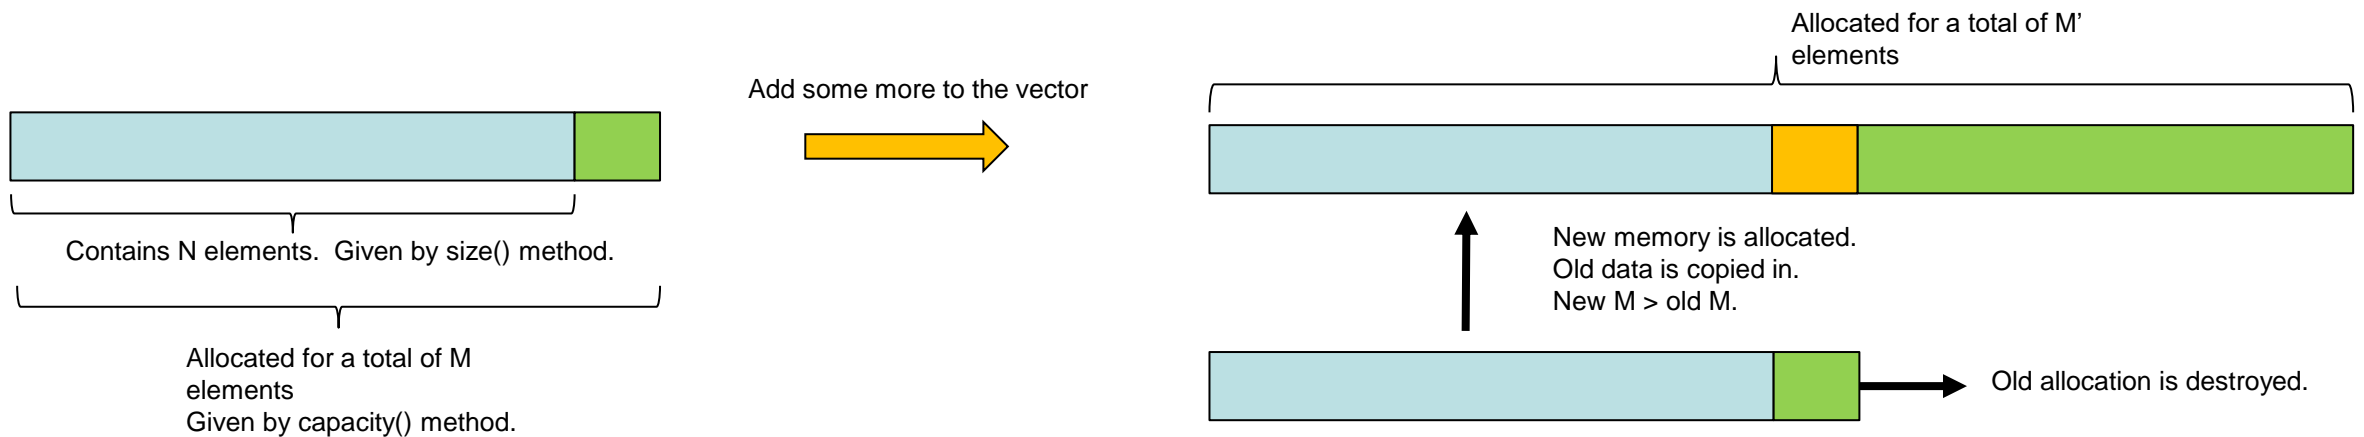 Contains N elements.  Given by size() method.
Allocated for a total of M
elements
Given by capacity() method.
Add some more to the vector
Allocated for a total of M’
elements
New memory is allocated.
Old data is copied in.
New M > old M.
Old allocation is destroyed.